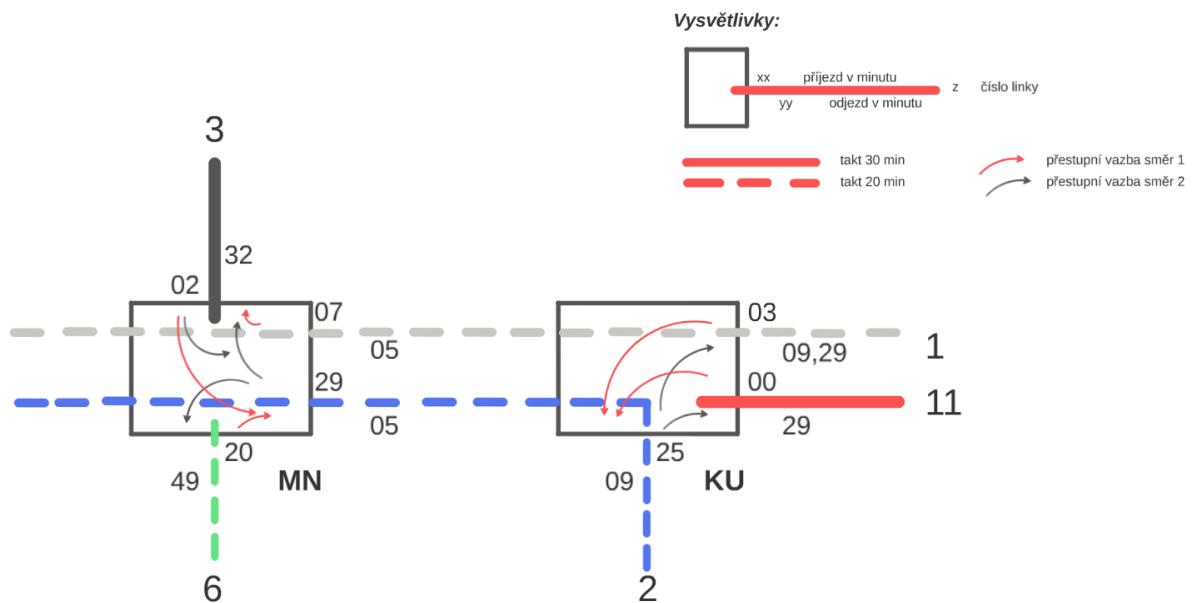 Vysvětlivky:
xx příjezd v minutu
z číslo linky
yy odjezd v minutu
takt 30 min
přestupní vazba směr 1
takt 20 min
přestupní vazba směr 2
3
32
02
07
03
05
09,29
1
29
00
11
05
29
20
25
49
MN
09
KU
6
2